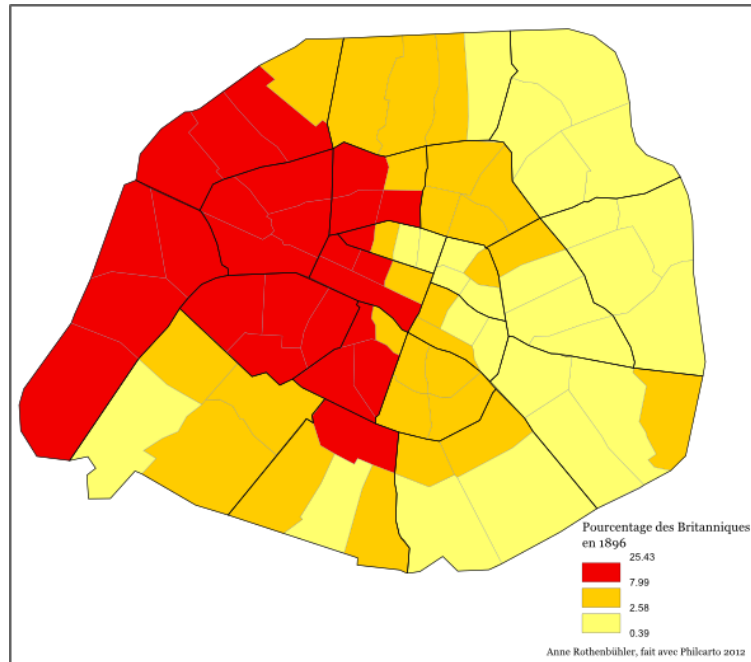 Pourcentage des Britanniques
en 1896
25.43
7.99
2.58
0.39
Anne Rothenbühler, fait avec Philcarto 2012